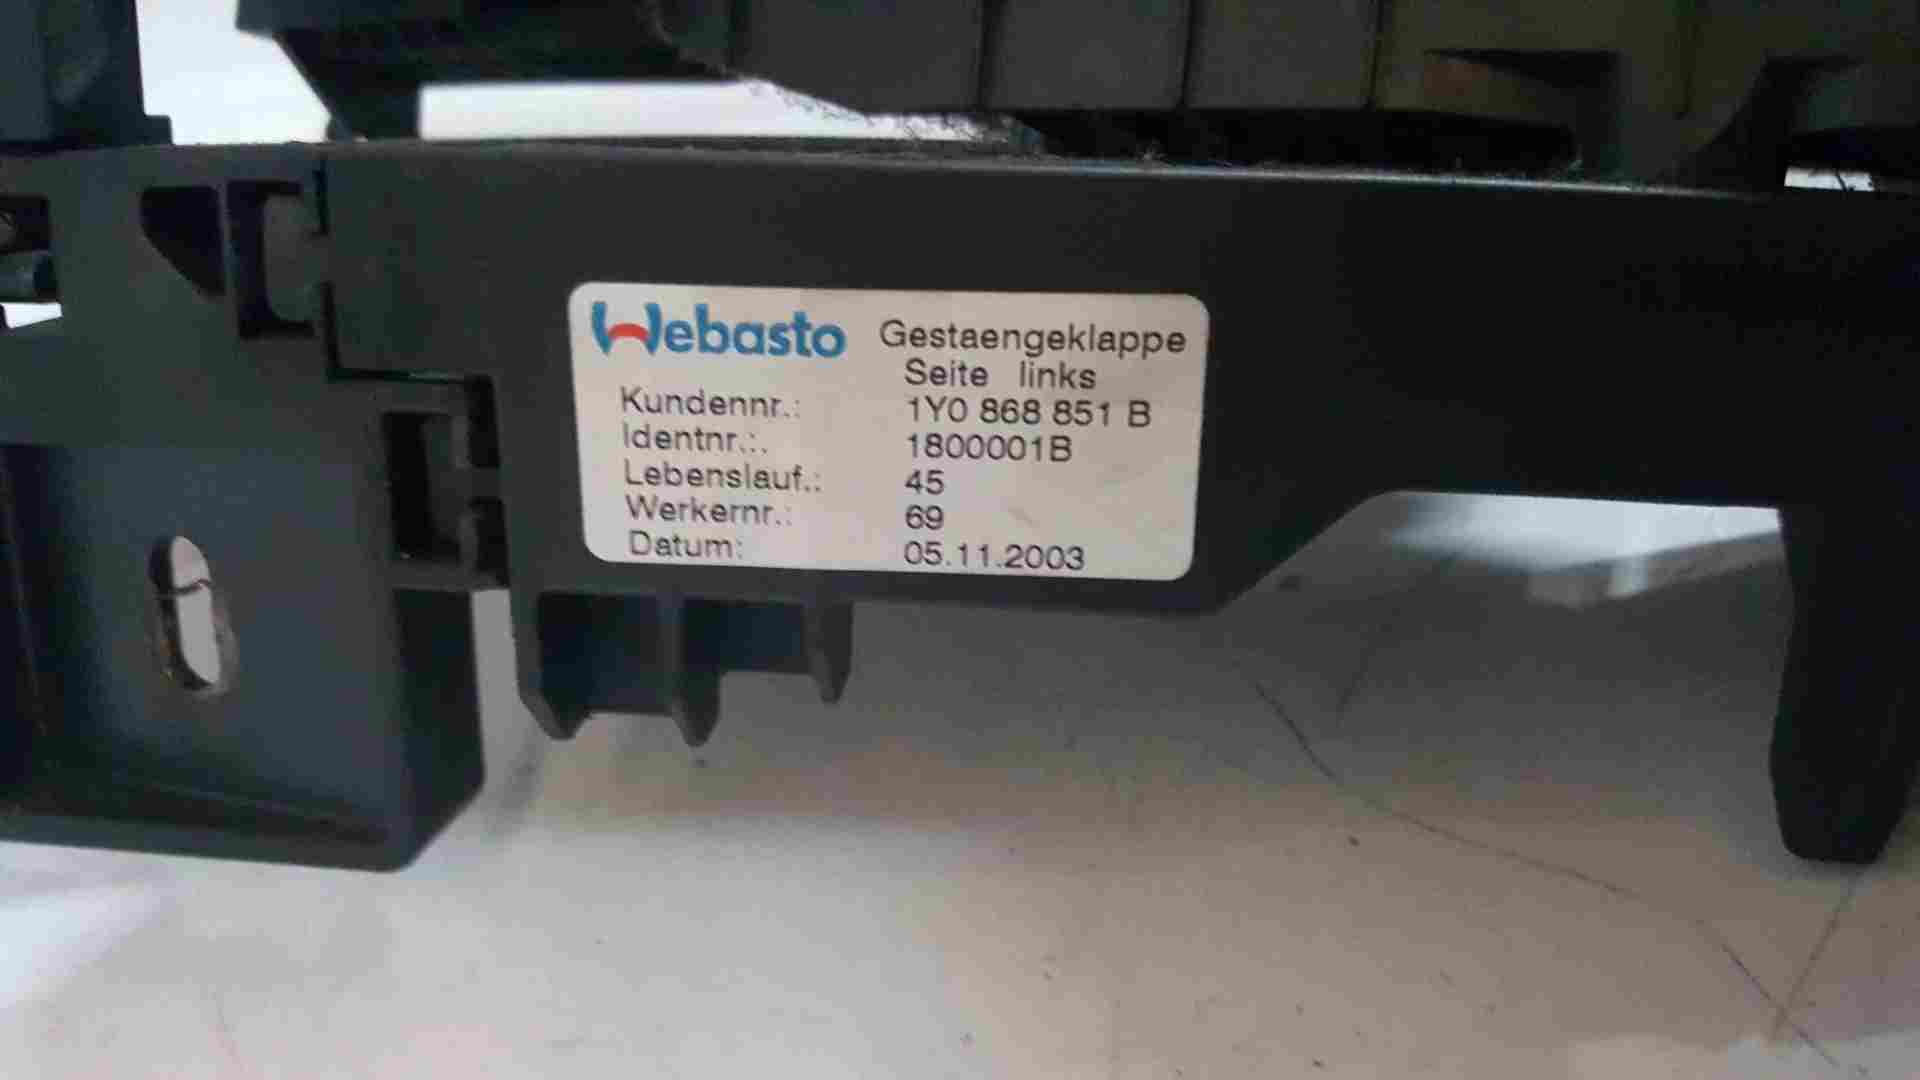 Webasto Gestaengeklappe
Seite links
Kundennr.: 1Y0 868 851 B
Identnr.:. 1800001B
Lebenslauf.: 45
Werkernr.: 69
Datum: 05.11.2003